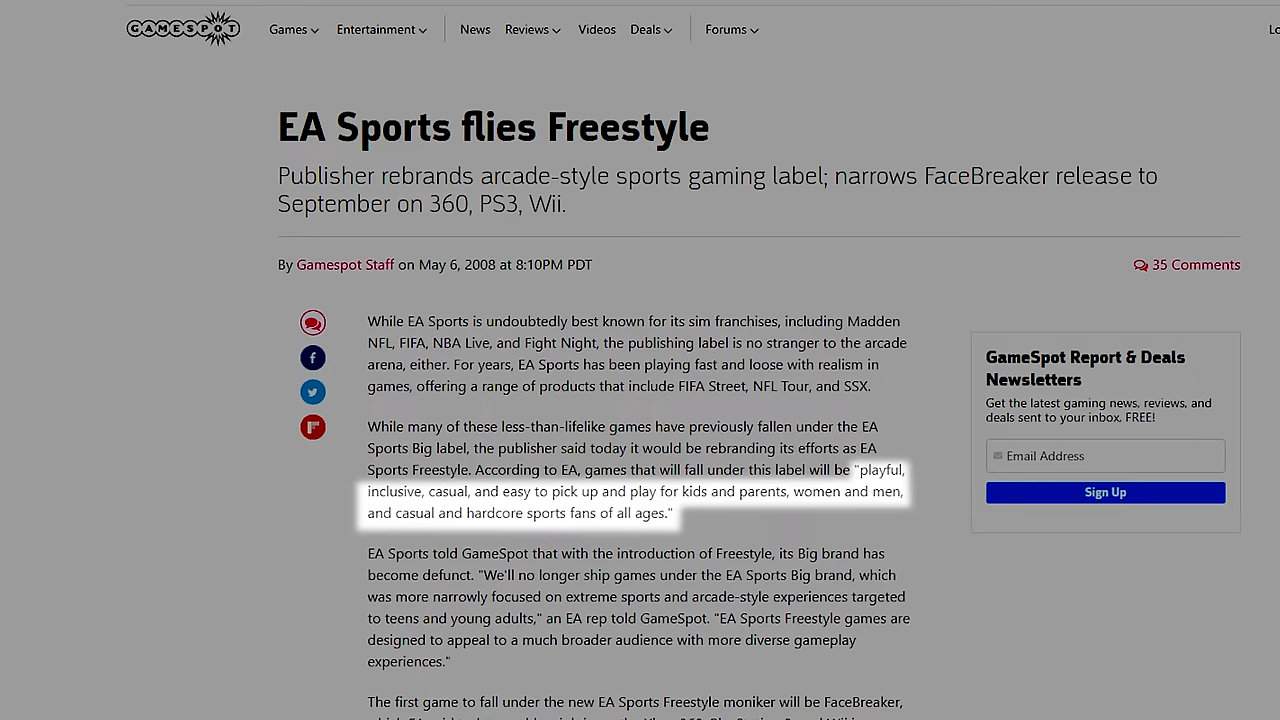 GAMESPOT
Games Entertainment News Reviews Videos Deals Forums
EA Sports flies Freestyle
Publisher rebrands arcade-style sports gaming label; narrows FaceBreaker release to
September on 360, PS3, Wii.
By Gamespot Staff on May 6, 2008 at 8:10PM PDT
35 Comments
While EA Sports is undoubtedly best known for its sim franchises, including Madden
NFL, FIFA, NBA Live, and Fight Night, the publishing label is no stranger to the arcade
arena, either. For years, EA Sports has been playing fast and loose with realism in
games, offering a range of products that include FIFA Street, NFL Tour, and SSX.
While many of these less-than-lifelike games have previously fallen under the EA
Sports Big label, the publisher said today it would be rebranding its efforts as EA
Sports Freestyle. According to EA, games that will fall under this label will be "playful,
inclusive, casual, and easy to pick up and play for kids and parents, women and men,
and casual and hardcore sports fans of all ages."
EA Sports told GameSpot that with the introduction of Freestyle, its Big brand has
become defunct. "We'll no longer ship games under the EA Sports Big brand, which
was more narrowly focused on extreme sports and arcade-style experiences targeted
to teens and young adults," an EA rep told GameSpot. "EA Sports Freestyle games are
designed to appeal to a much broader audience with more diverse gameplay
experiences."
The first game to fall under the new EA Sports Freestyle moniker will be FaceBreaker,
GameSpot Report & Deals
Newsletters
Get the latest gaming news, reviews, and
deals sent to your inbox. FREE!
Email Address
Sign Up